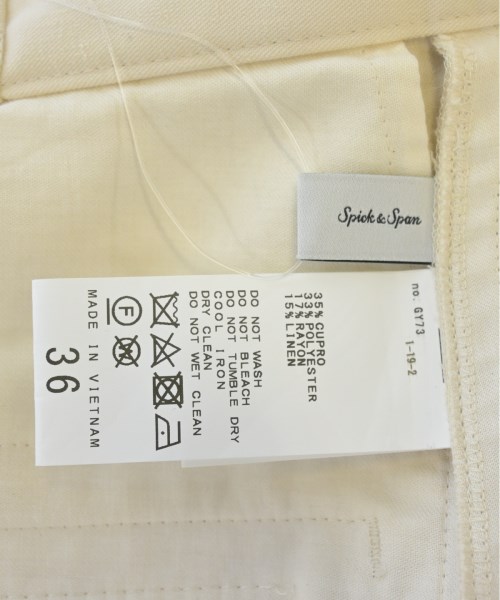 Spick & Span
no. GY73
1-19-2
35% CUPRO
33% POLYESTER
17% RAYON
15% LINEN
DO NOT WASH
DO NOT BLEACH
DO NOT TUMBLE DRY
COOL IRON
DRY CLEAN
DO NOT WET CLEAN
F
W
MADE IN VIETNAM
36